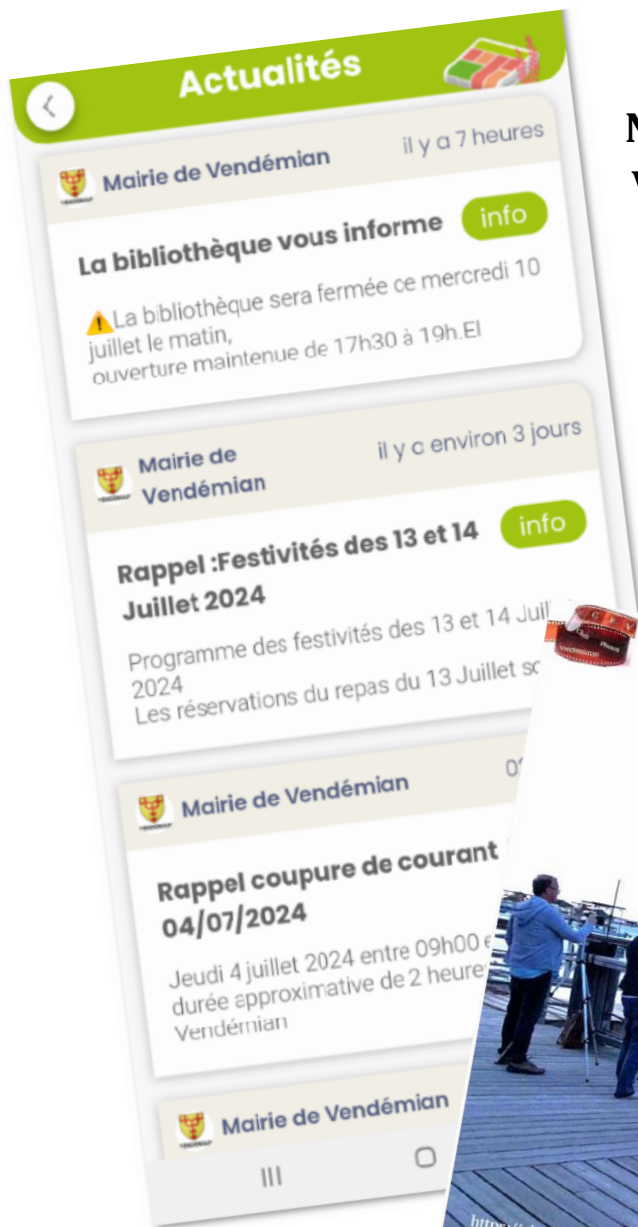 Actualités
Mairie de Vendémian
il y a 7 heures
La bibliothèque vous informe
info
⚠️La bibliothèque sera fermée ce mercredi 10
juillet le matin,
ouverture maintenue de 17h30 à 19h.El
Mairie de
Vendémian
il y a environ 3 jours
Rappel :Festivités des 13 et 14
Juillet 2024
info
Programme des festivités des 13 et 14 Juil
2024
Les réservations du repas du 13 Juillet so
Mairie de Vendémian
Rappel coupure de courant
04/07/2024
Jeudi 4 juillet 2024 entre 09h00 e
durée approximative de 2 heure
Vendémian
Mairie de Vendémian
C P V
Club Photos
Vendémian